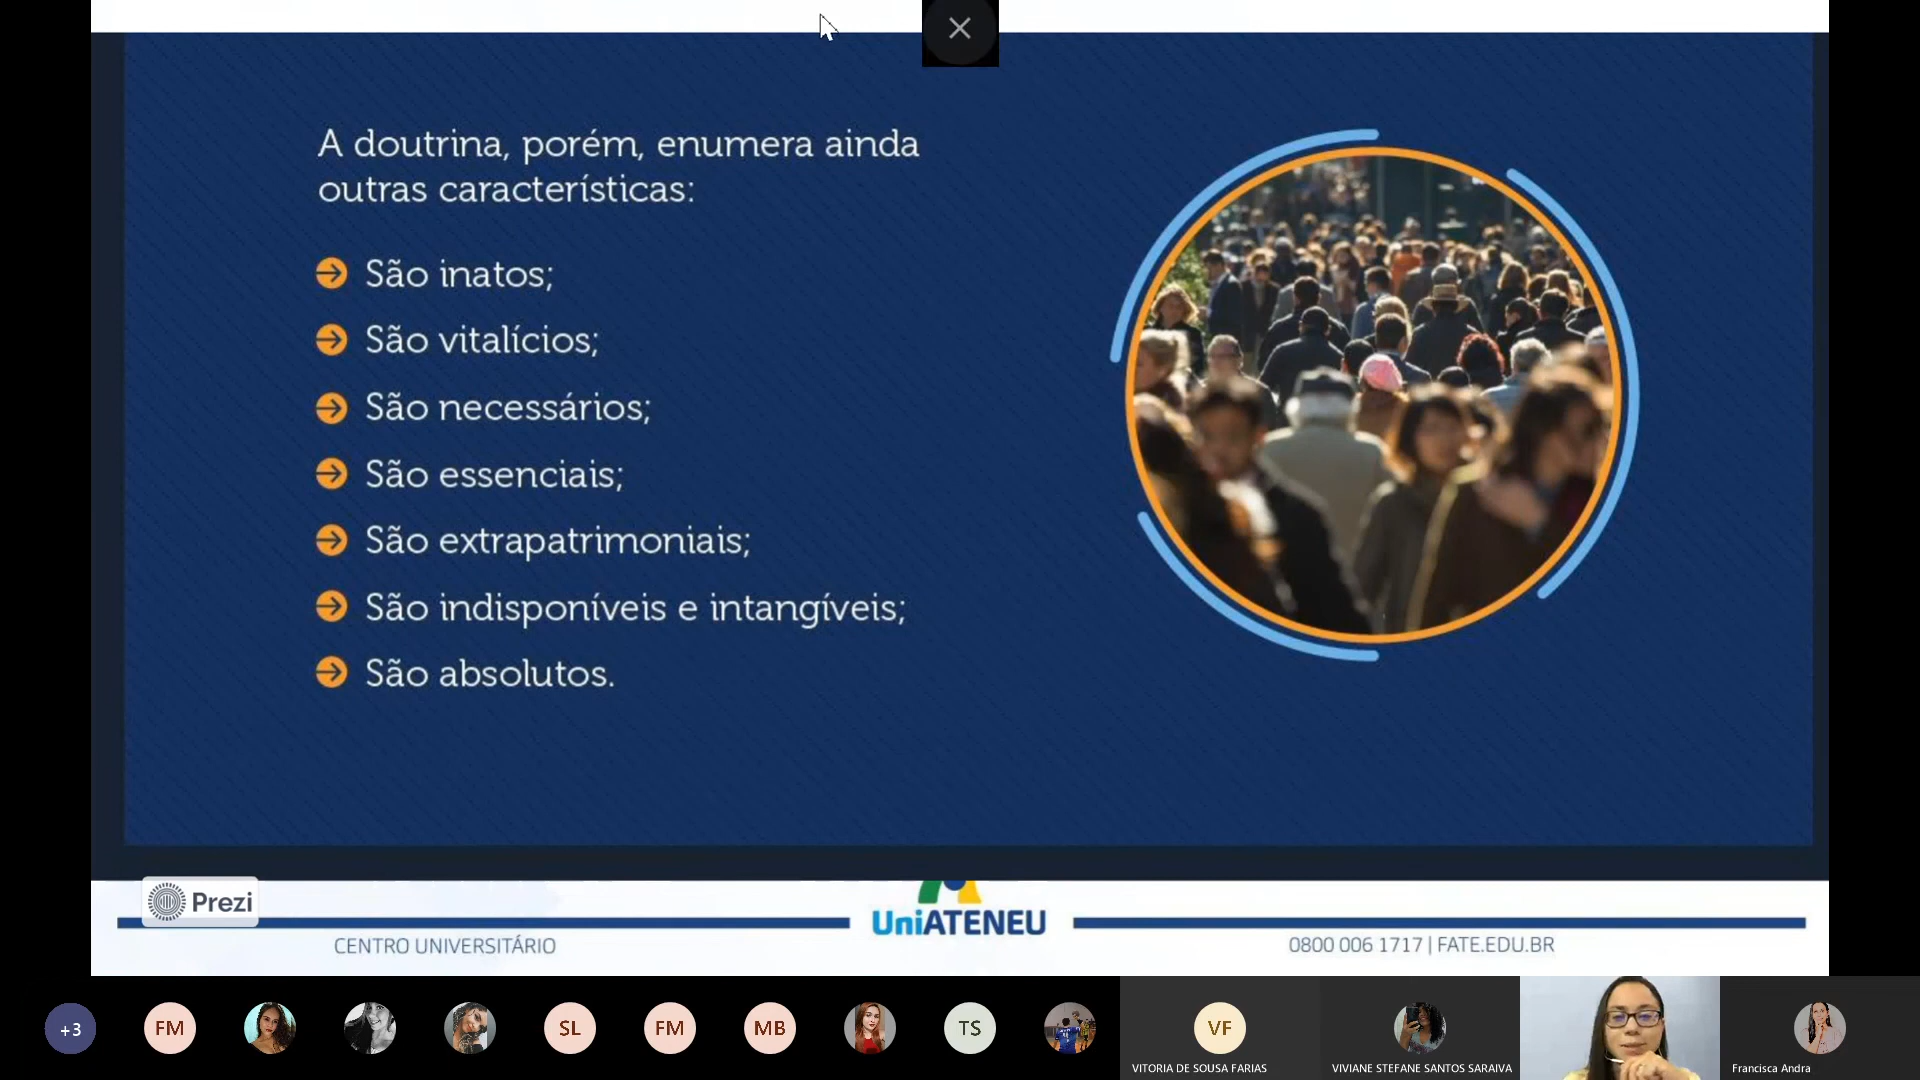 A doutrina, porém, enumera ainda
outras características:
São inatos;
São vitalícios;
São necessários;
São essenciais;
São extrapatrimoniais;
São indisponíveis e intangíveis;
São absolutos.
Prezi
UniATENEU
CENTRO UNIVERSITÁRIO
0800 006 1717 | FATE.EDU.BR
+3
FM
SL
FM
MB
TS
VF
VITORIA DE SOUSA FARIAS
VIVIANE STEFANE SANTOS SARAIVA
Francisca Andra